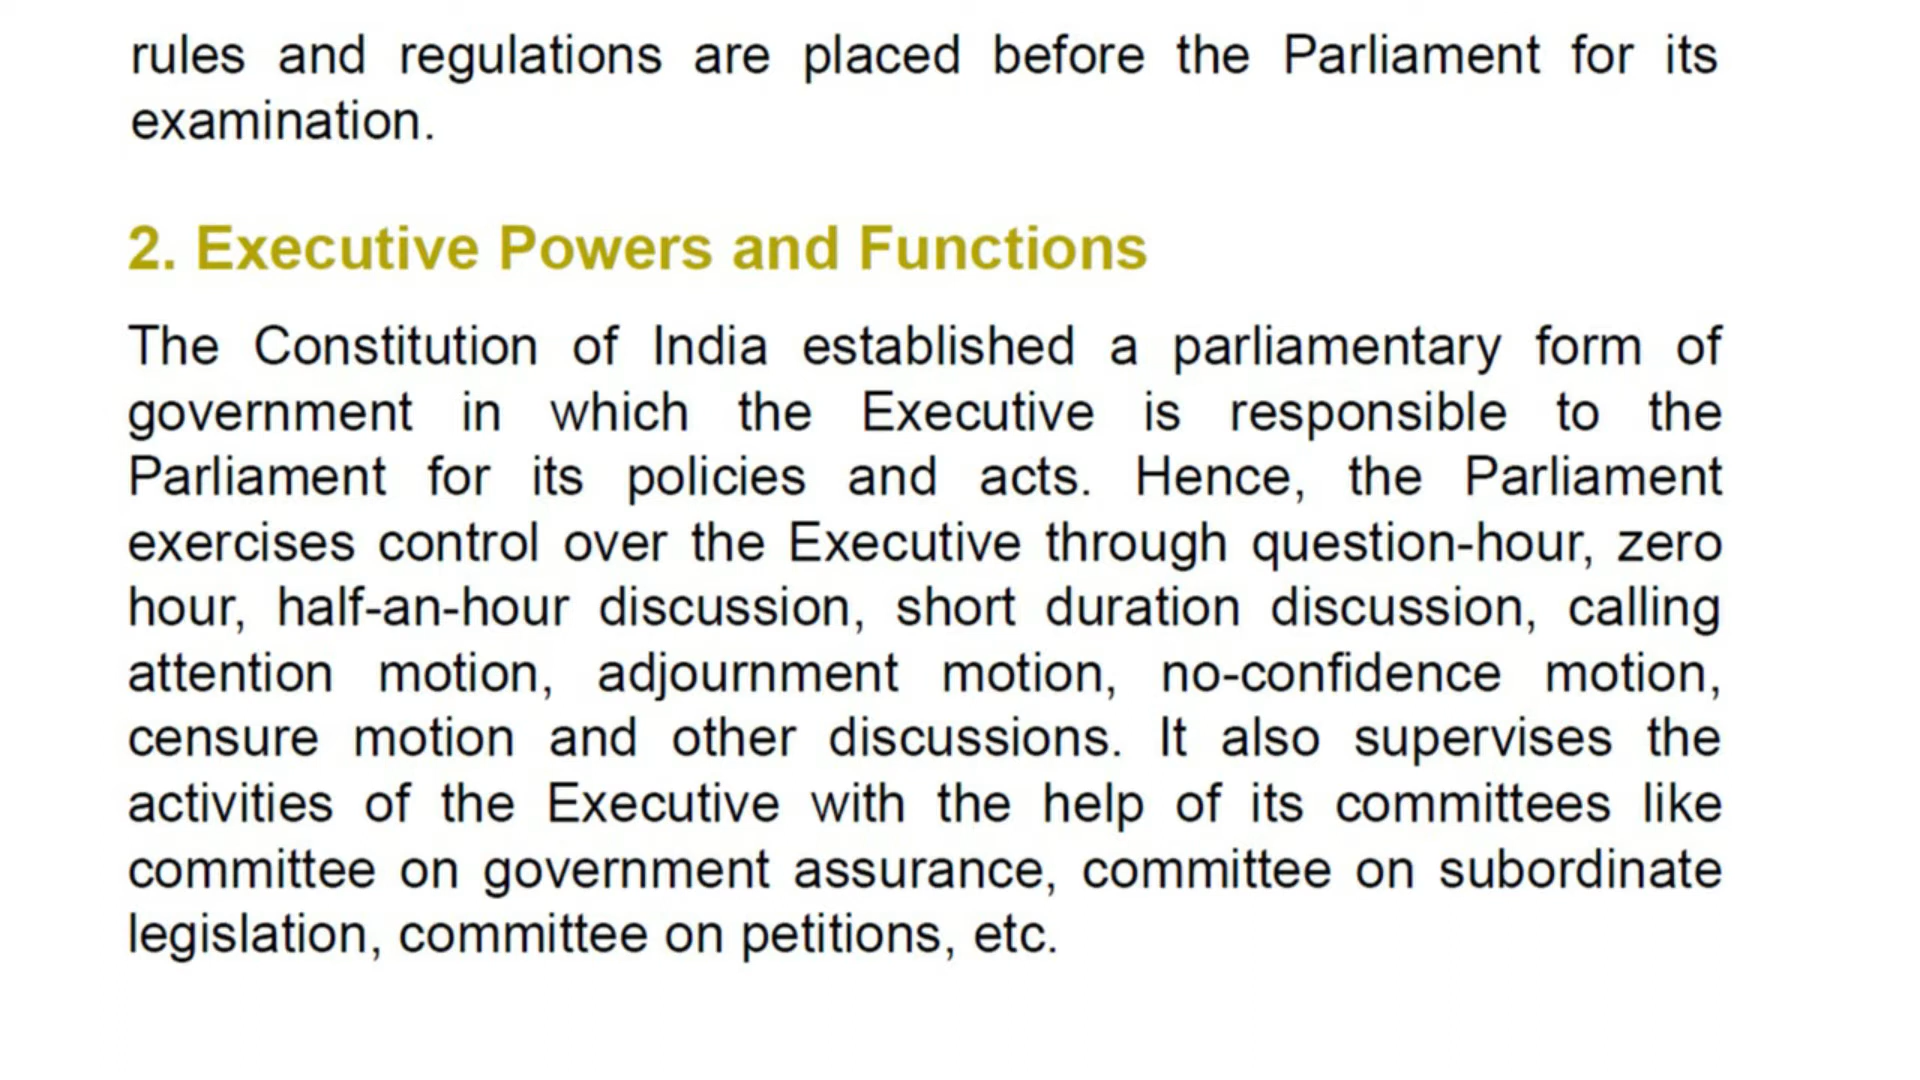 rules and regulations are placed before the Parliament for its
examination.
2. Executive Powers and Functions
The Constitution of India established a parliamentary form of
government in which the Executive is responsible to the
Parliament for its policies and acts. Hence, the Parliament
exercises control over the Executive through question-hour, zero
hour, half-an-hour discussion, short duration discussion, calling
attention motion, adjournment motion, no-confidence motion,
censure motion and other discussions. It also supervises the
activities of the Executive with the help of its committees like
committee on government assurance, committee on subordinate
legislation, committee on petitions, etc.